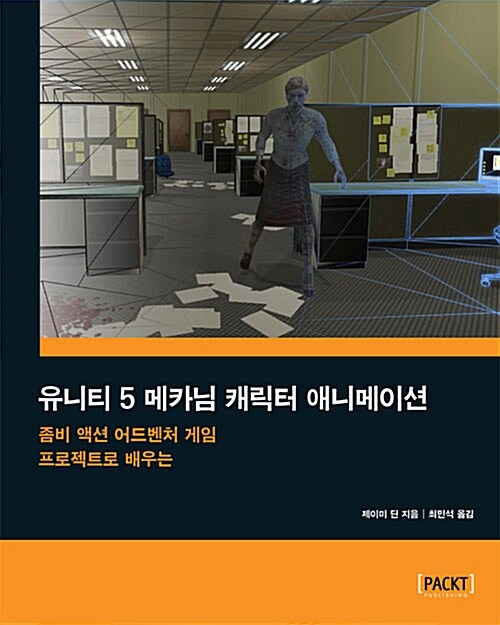 유니티 5 메카님 캐릭터 애니메이션
좀비 액션 어드벤처 게임
프로젝트로 배우는
제이미 딘 지음 | 최민석 옮김
[PACKT]
PUBLISHING